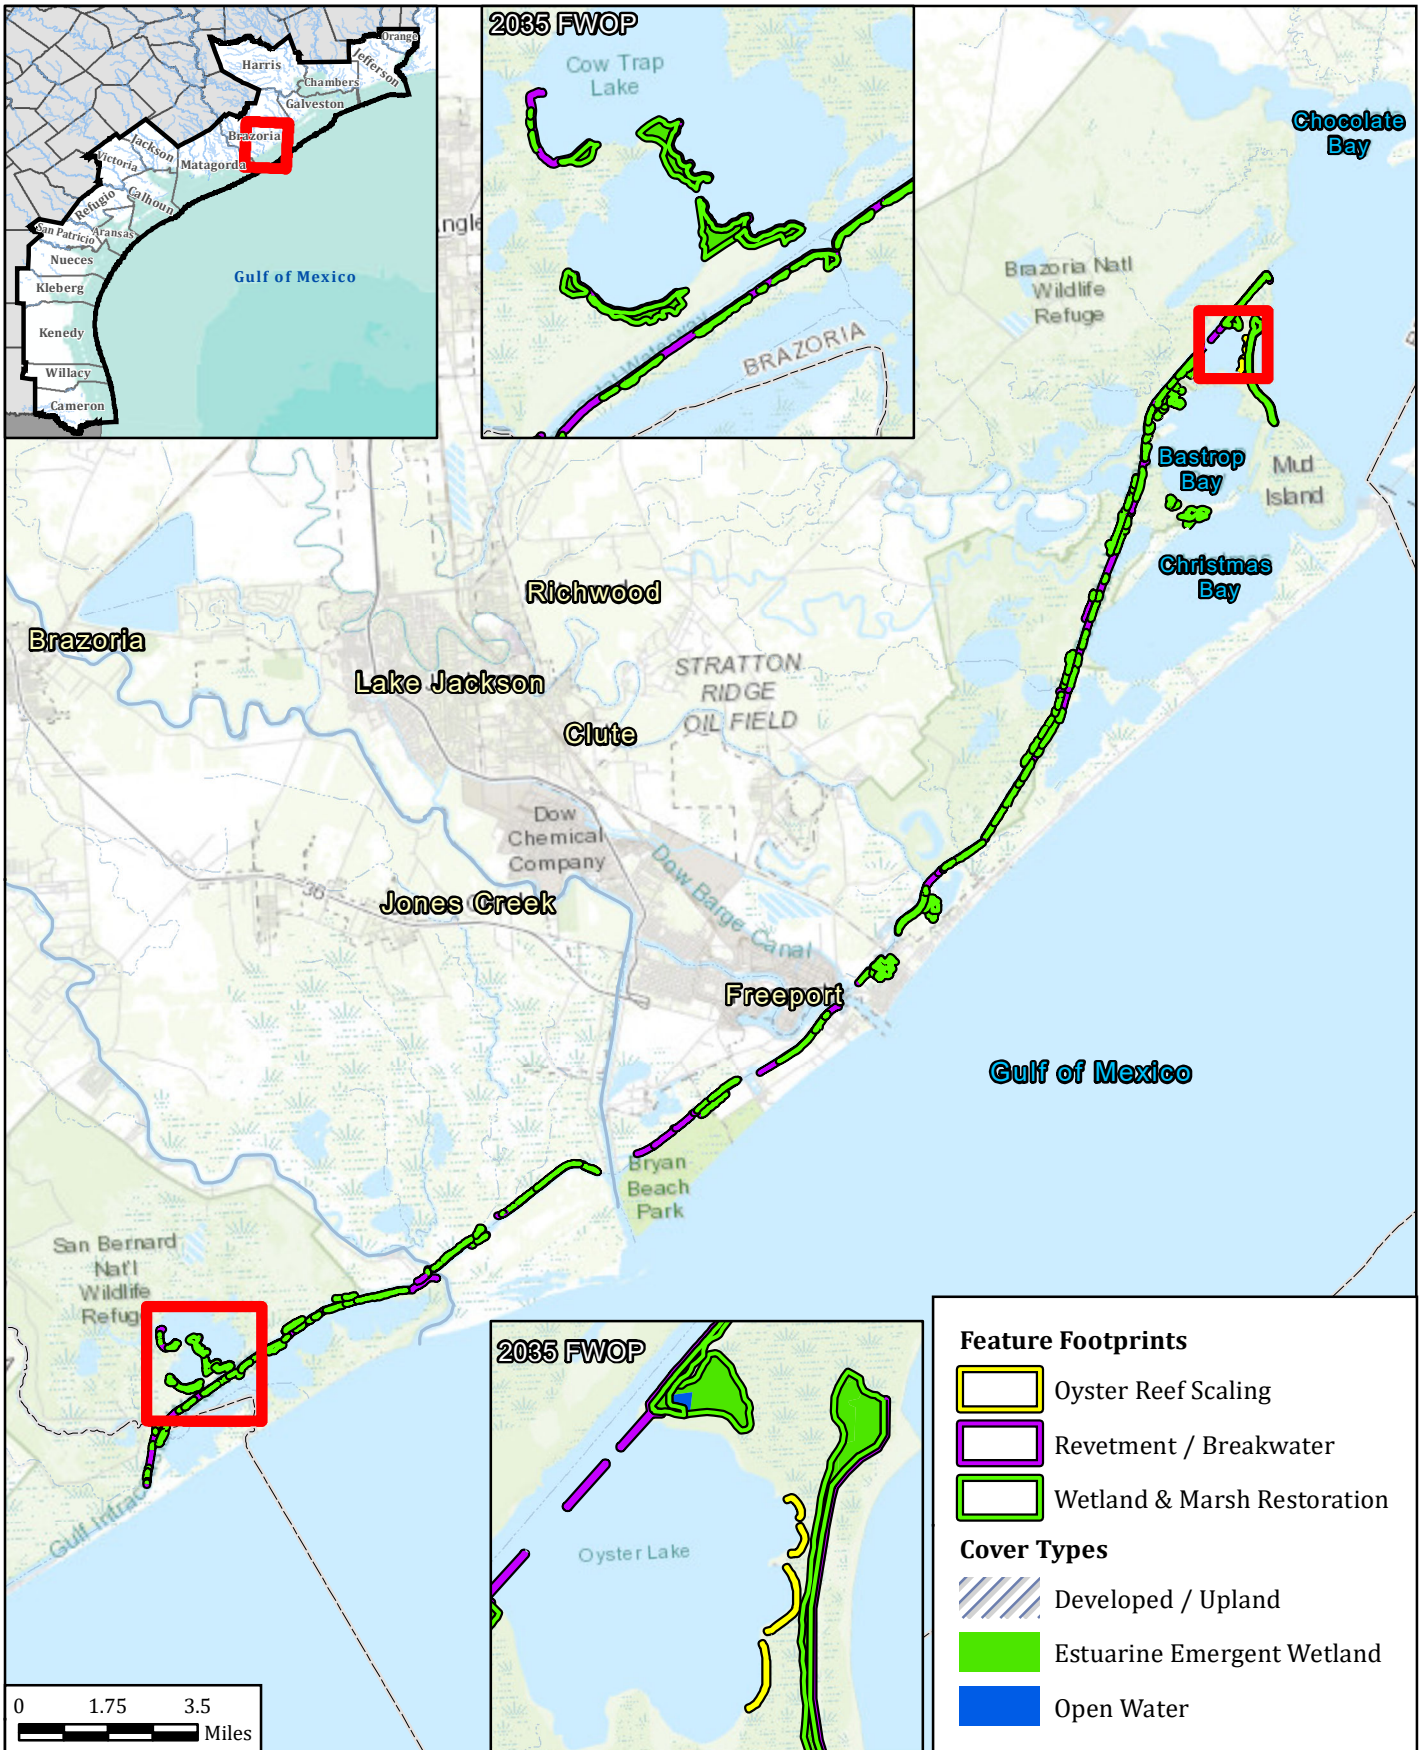 Orange
Harris
Jefferson
Chambers
Galveston
Brazoria
Jackson
Matagorda
Victoria
Calhoun
Refugio
San Patricio
Aransas
Nueces
Kleberg
Kenedy
Willacy
Cameron
Gulf of Mexico
2035 FWOP
Cow Trap
Lake
BRAZORIA
Chocolate
Bay
Brazoria Natl
Wildlife
Refuge
Bastrop
Bay
Mud
Island
Christmas
Bay
Richwood
Brazoria
Lake Jackson
STRATTON
RIDGE
OIL FIELD
Clute
Dow
Chemical
Company
Dow Barge Canal
36
Jones Creek
Freeport
Gulf of Mexico
Bryan
Beach
Park
San Bernard
Nat'l
Wildlife
Refug
Gulf Intrac
2035 FWOP
Oyster Lake
Feature Footprints
Oyster Reef Scaling
Revetment / Breakwater
Wetland & Marsh Restoration
Cover Types
Developed / Upland
Estuarine Emergent Wetland
Open Water
0 1.75 3.5
Miles